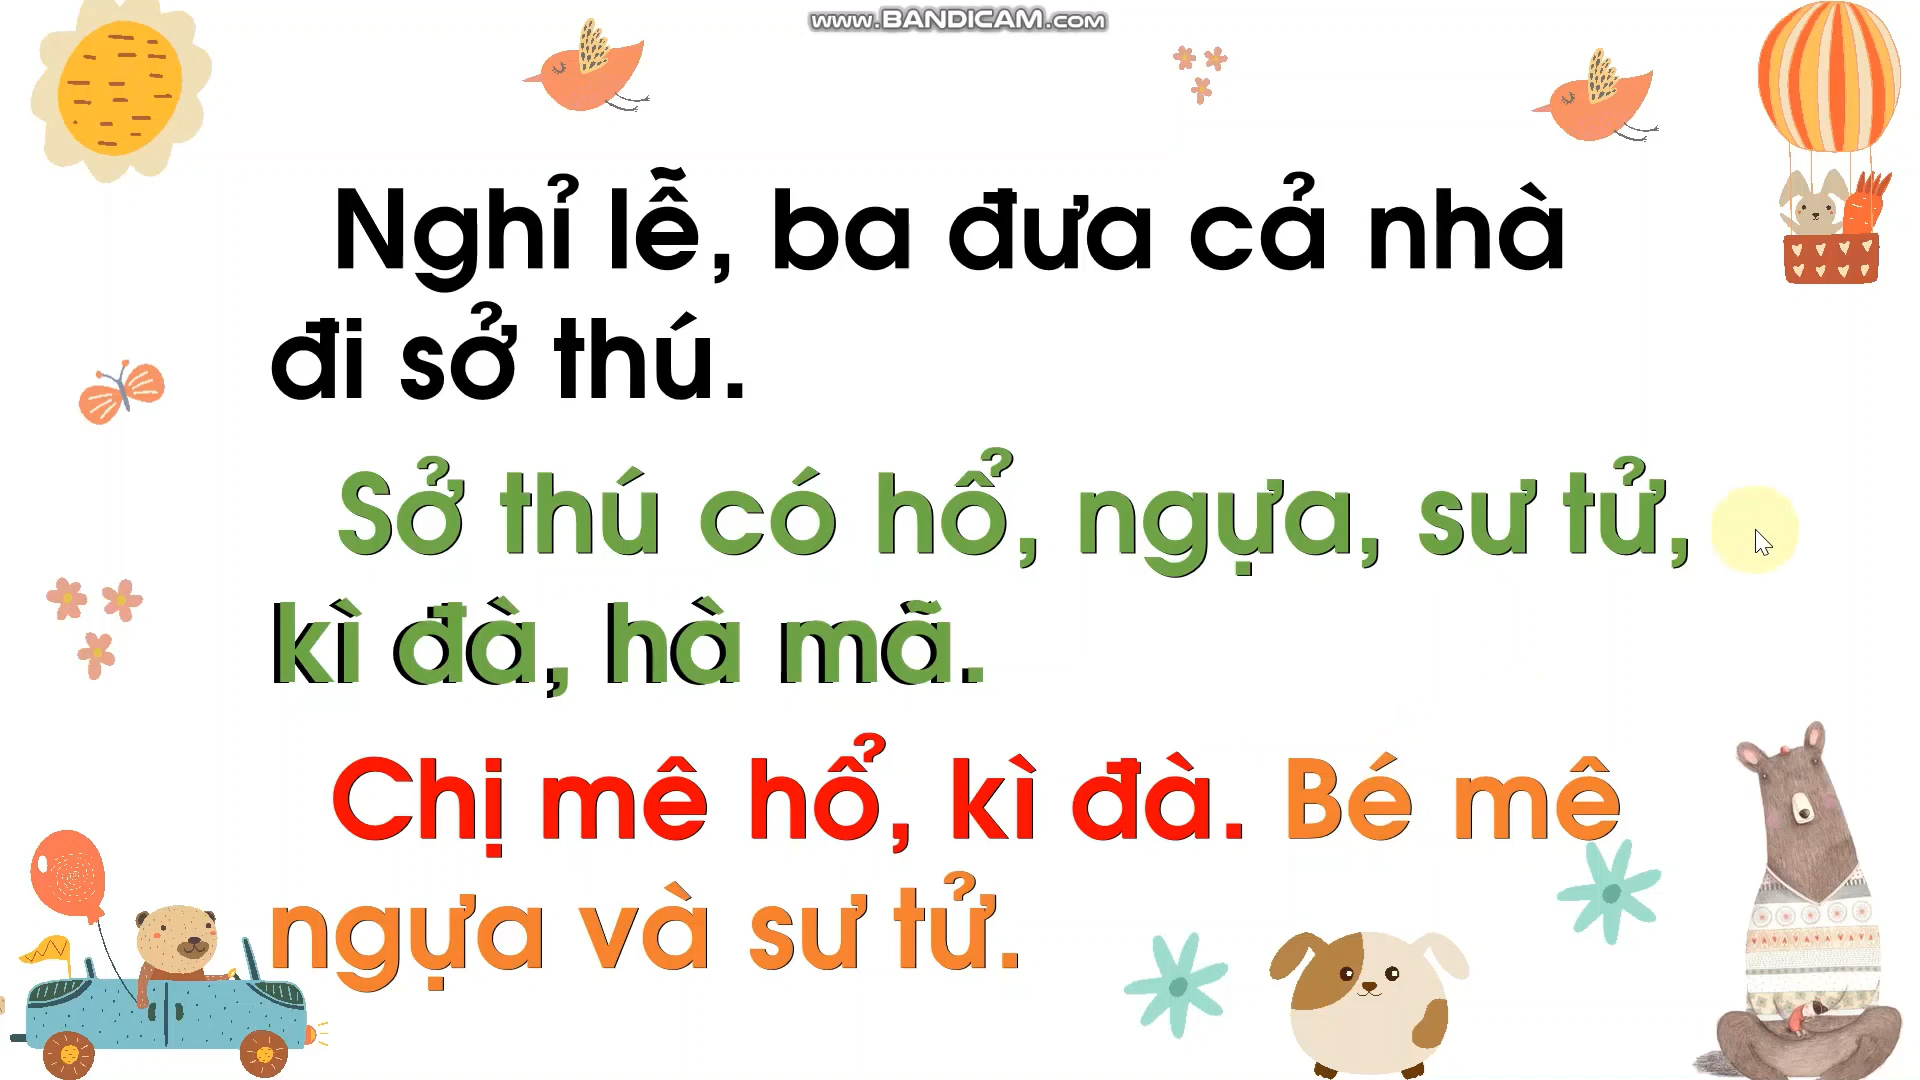 www.BANDICAM.com
Nghỉ lễ, ba đưa cả nhà
đi sở thú.
Sở thú có hổ, ngựa, sư tử,
kì đà, hà mã.
Chị mê hổ, kì đà. Bé mê
ngựa và sư tử.